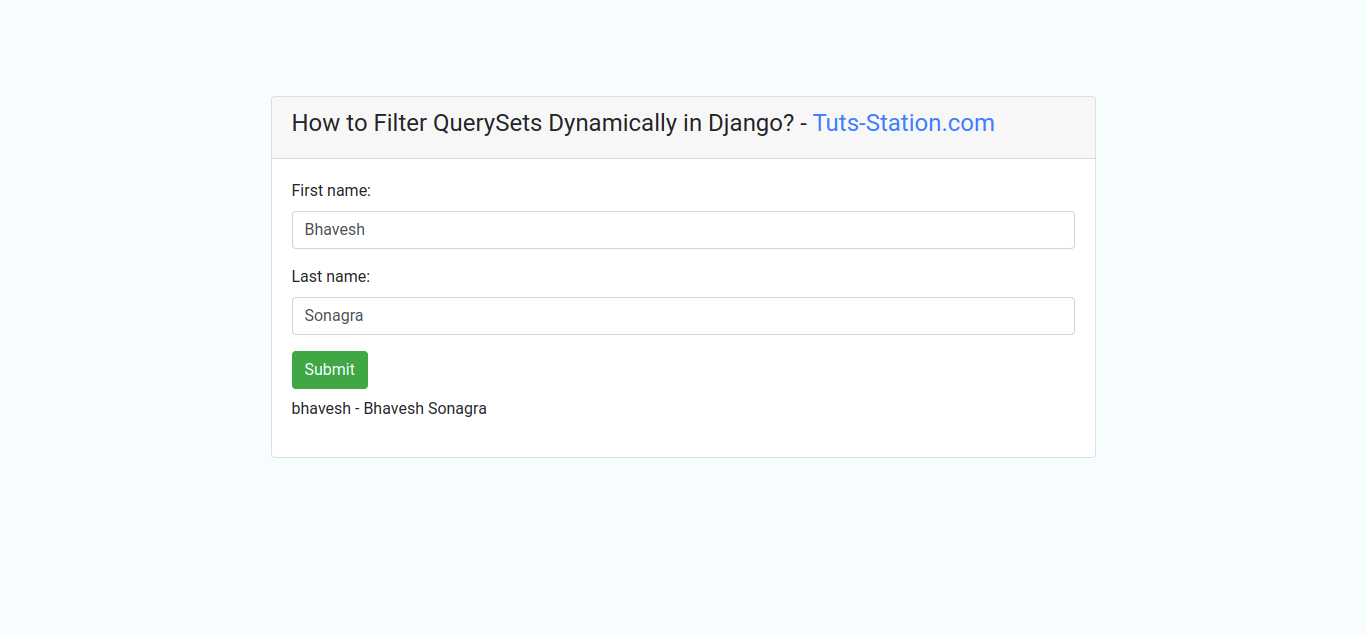 How to Filter QuerySets Dynamically in Django? - Tuts-Station.com
First name:
Bhavesh
Last name:
Sonagra
Submit
bhavesh - Bhavesh Sonagra